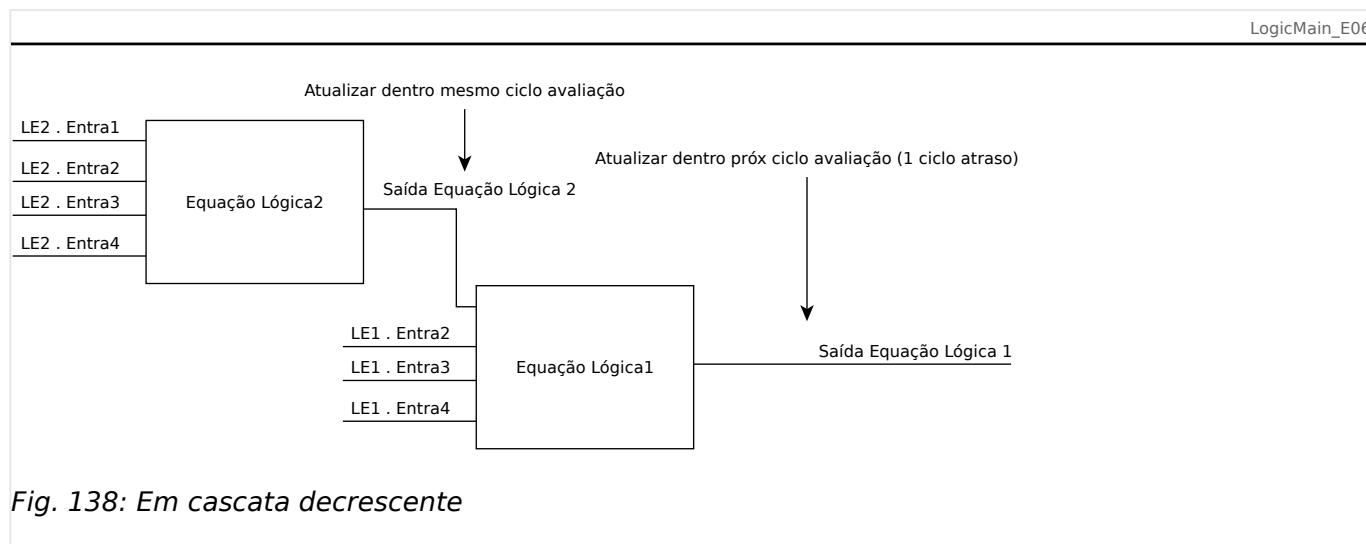 LogicMain_E06
Atualizar dentro mesmo ciclo avaliação
LE2 . Entra1
LE2 . Entra2
LE2 . Entra3
LE2 . Entra4
Equação Lógica2
Saída Equação Lógica 2
Atualizar dentro próx ciclo avaliação (1 ciclo atraso)
LE1 . Entra2
LE1 . Entra3
LE1 . Entra4
Equação Lógica1
Saída Equação Lógica 1
Fig. 138: Em cascata decrescente